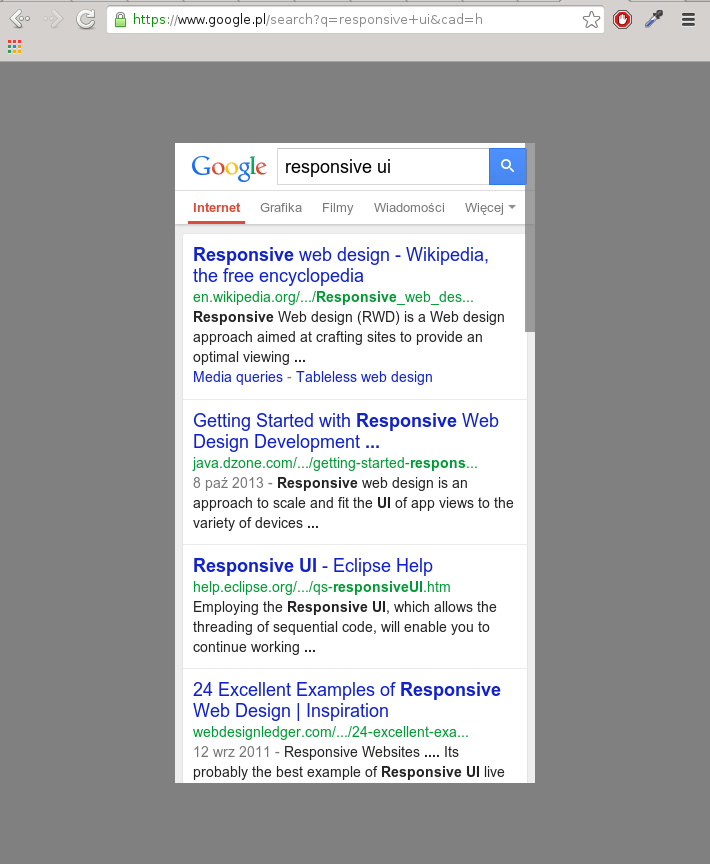 https://www.google.pl/search?q=responsive+ui&cad=h
Google responsive ui
Internet Grafika Filmy Wiadomości Więcej
Responsive web design - Wikipedia,
the free encyclopedia
en.wikipedia.org/.../Responsive_web_des...
Responsive Web design (RWD) is a Web design
approach aimed at crafting sites to provide an
optimal viewing ...
Media queries - Tableless web design
Getting Started with Responsive Web
Design Development ...
java.dzone.com/.../getting-started-respons...
8 paź 2013 - Responsive web design is an
approach to scale and fit the UI of app views to the
variety of devices ...
Responsive UI - Eclipse Help
help.eclipse.org/.../qs-responsiveUI.htm
Employing the Responsive UI, which allows the
threading of sequential code, will enable you to
continue working ...
24 Excellent Examples of Responsive
Web Design | Inspiration
webdesignledger.com/.../24-excellent-exa...
12 wrz 2011 - Responsive Websites .... Its
probably the best example of Responsive UI live